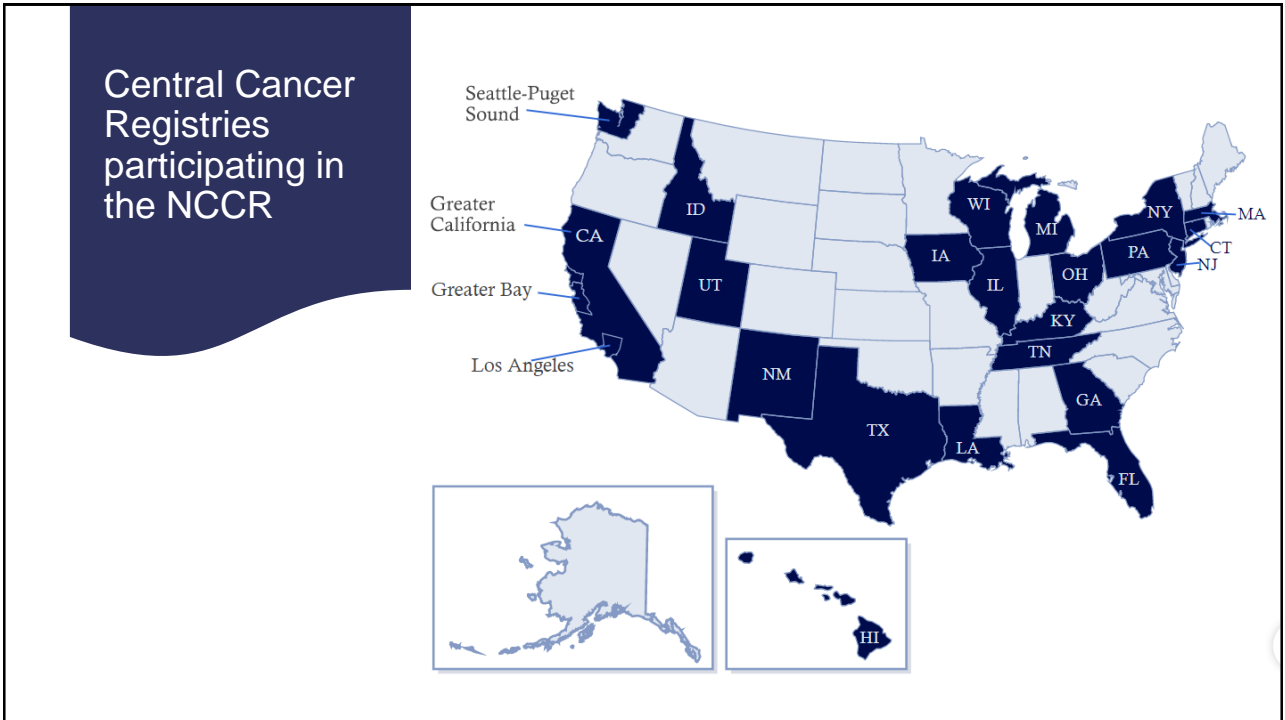 Central Cancer
Registries
participating in
the NCCR
Seattle-Puget
Sound
Greater
California
Greater Bay
Los Angeles
CA
ID
UT
NM
TX
IA
WI
IL
MI
OH
KY
TN
LA
GA
FL
PA
NY
MA
CT
NJ
HI